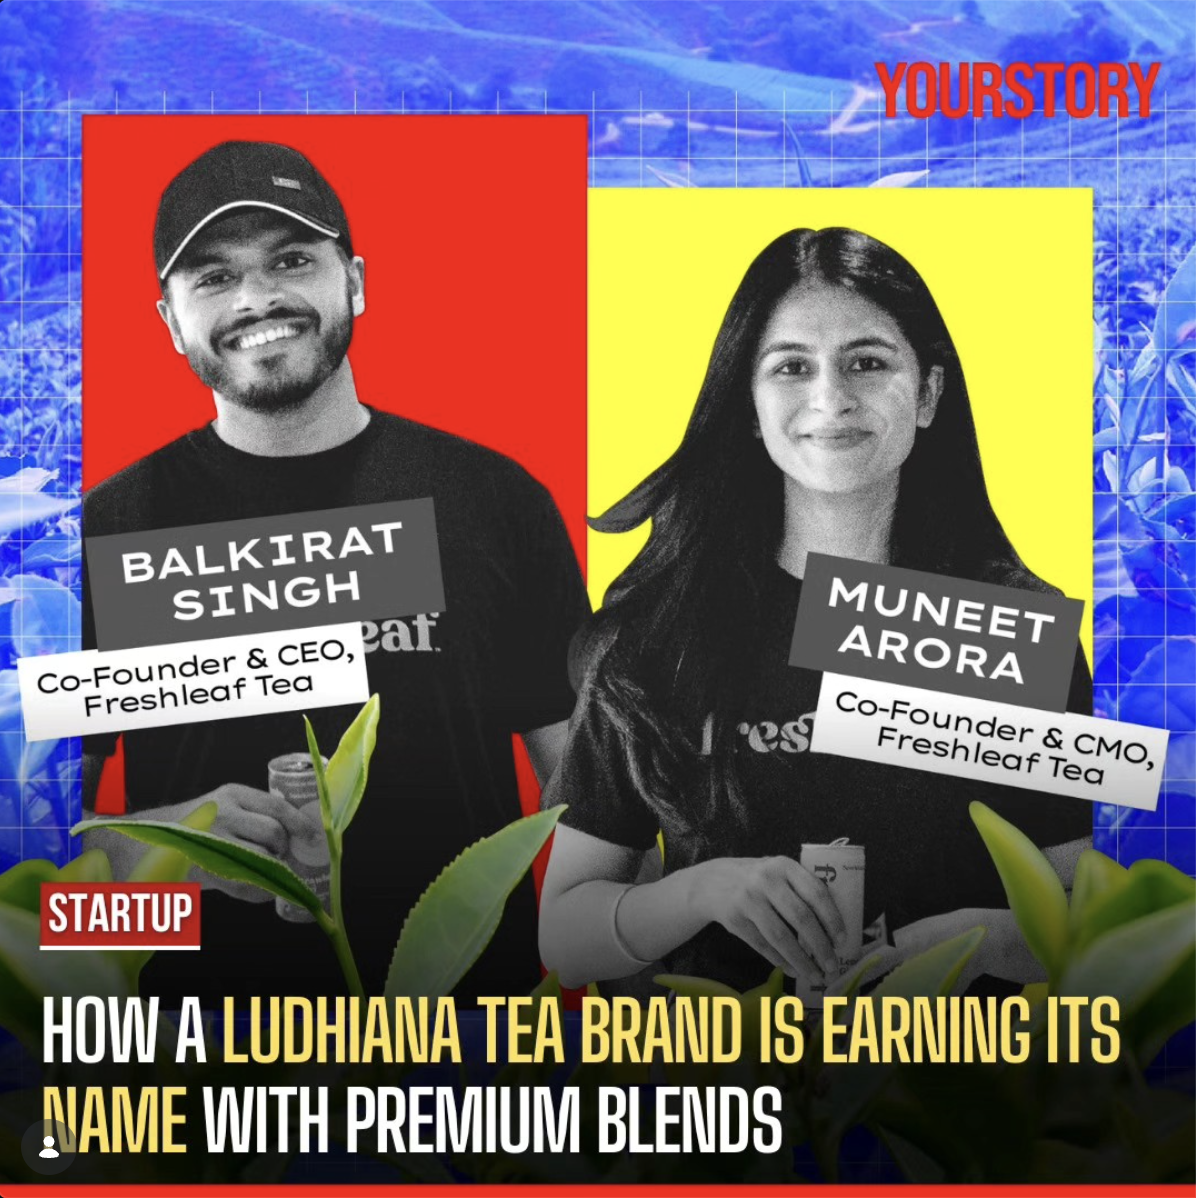 YOURSTORY
BALKIRAT
SINGH
eaf.
Co-Founder & CEO,
Freshleaf Tea
MUNEET
ARORA
Co-Founder & CMO,
Freshleaf Tea
STARTUP
HOW A LUDHIANA TEA BRAND IS EARNING ITS
NAME WITH PREMIUM BLENDS